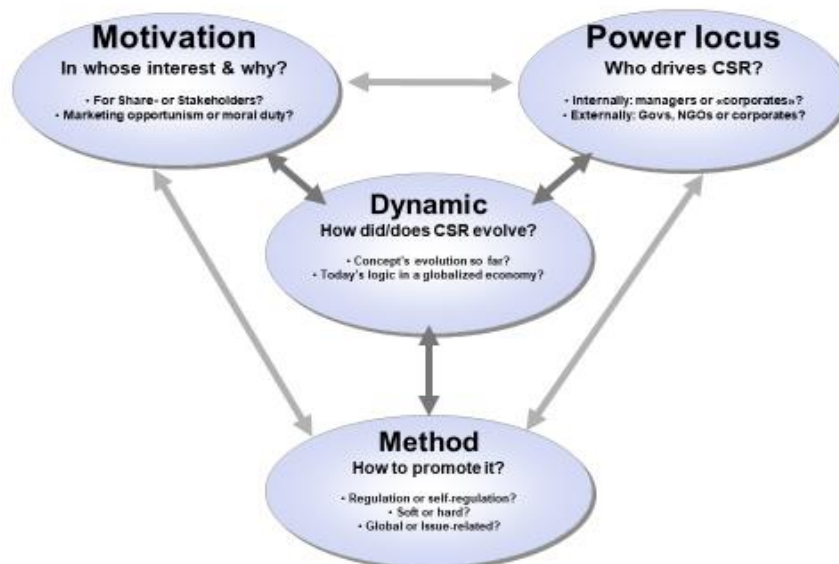 Motivation
In whose interest & why?
• For Share- or Stakeholders?
• Marketing opportunism or moral duty?
Power locus
Who drives CSR?
• Internally: managers or «corporates»?
• Externally: Govs, NGOs or corporates?
Dynamic
How did/does CSR evolve?
• Concept's evolution so far?
• Today's logic in a globalized economy?
Method
How to promote it?
• Regulation or self-regulation?
• Soft or hard?
• Global or Issue-related?